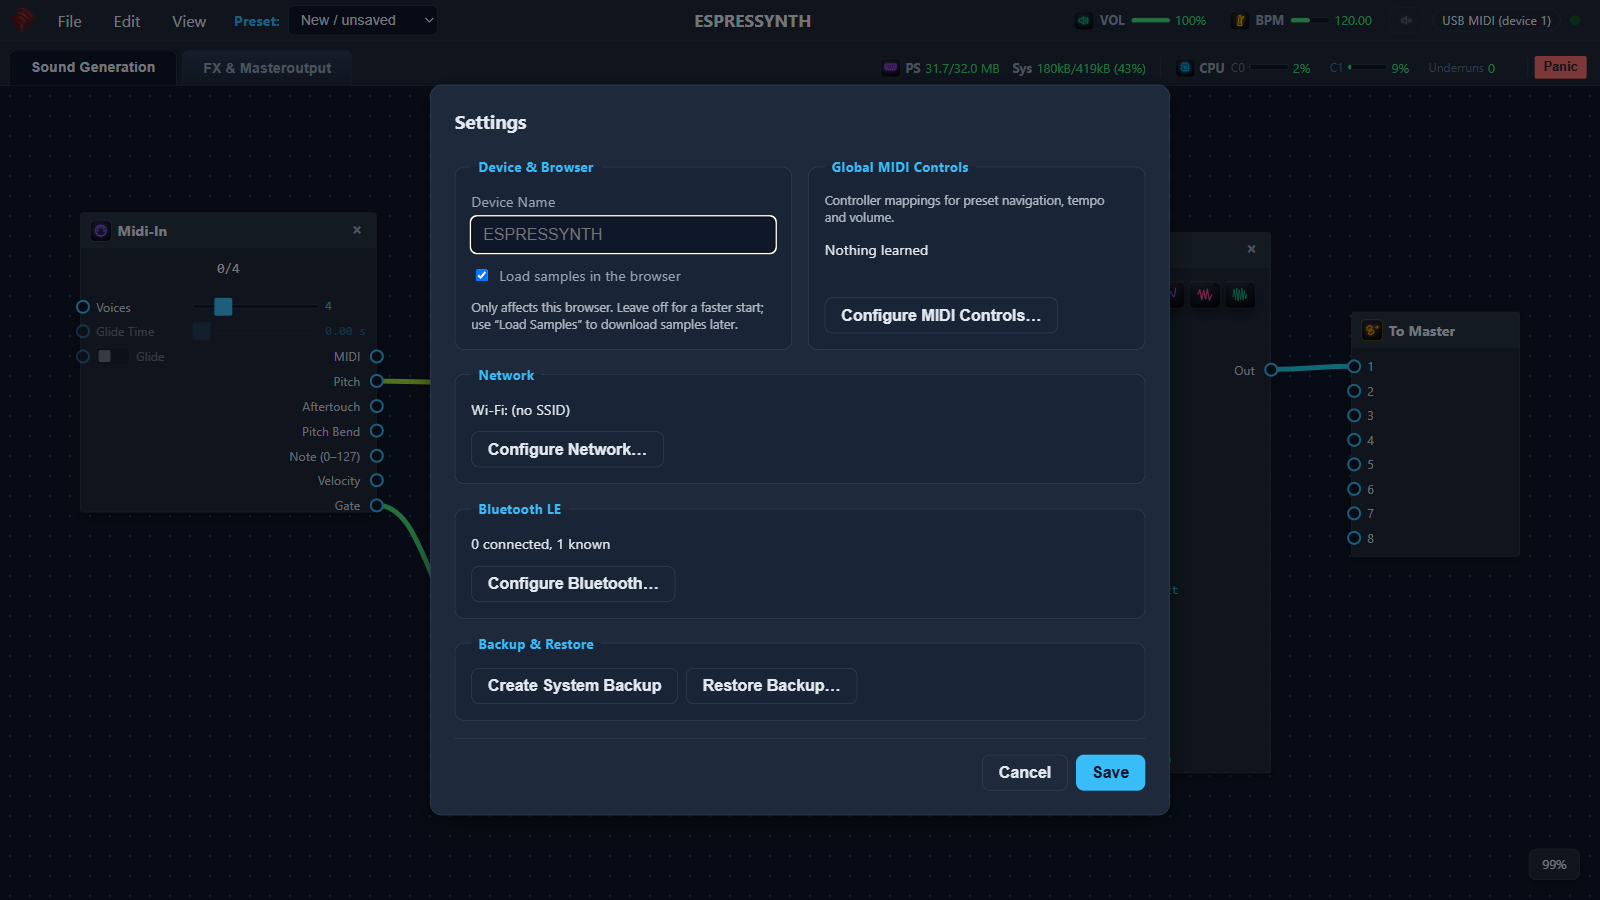 File Edit View Preset: New / unsaved ESPRESSYNTH VOL 100% BPM 120.00 USB MIDI (device 1)
Sound Generation FX & Masteroutput PS 31.7/32.0 MB Sys 180kB/419kB (43%) CPU C0 2% C1 9% Underruns 0 Panic
Midi-In ×
0/4
Voices 4
Glide Time 0.00 s
Glide
MIDI
Pitch
Aftertouch
Pitch Bend
Note (0–127)
Velocity
Gate
Settings
Device & Browser
Device Name
ESPRESSYNTH
Load samples in the browser
Only affects this browser. Leave off for a faster start;
use “Load Samples” to download samples later.
Global MIDI Controls
Controller mappings for preset navigation, tempo
and volume.
Nothing learned
Configure MIDI Controls...
Network
Wi-Fi: (no SSID)
Configure Network...
Bluetooth LE
0 connected, 1 known
Configure Bluetooth...
Backup & Restore
Create System Backup Restore Backup...
Cancel Save
×
Out
To Master
1
2
3
4
5
6
7
8
99%